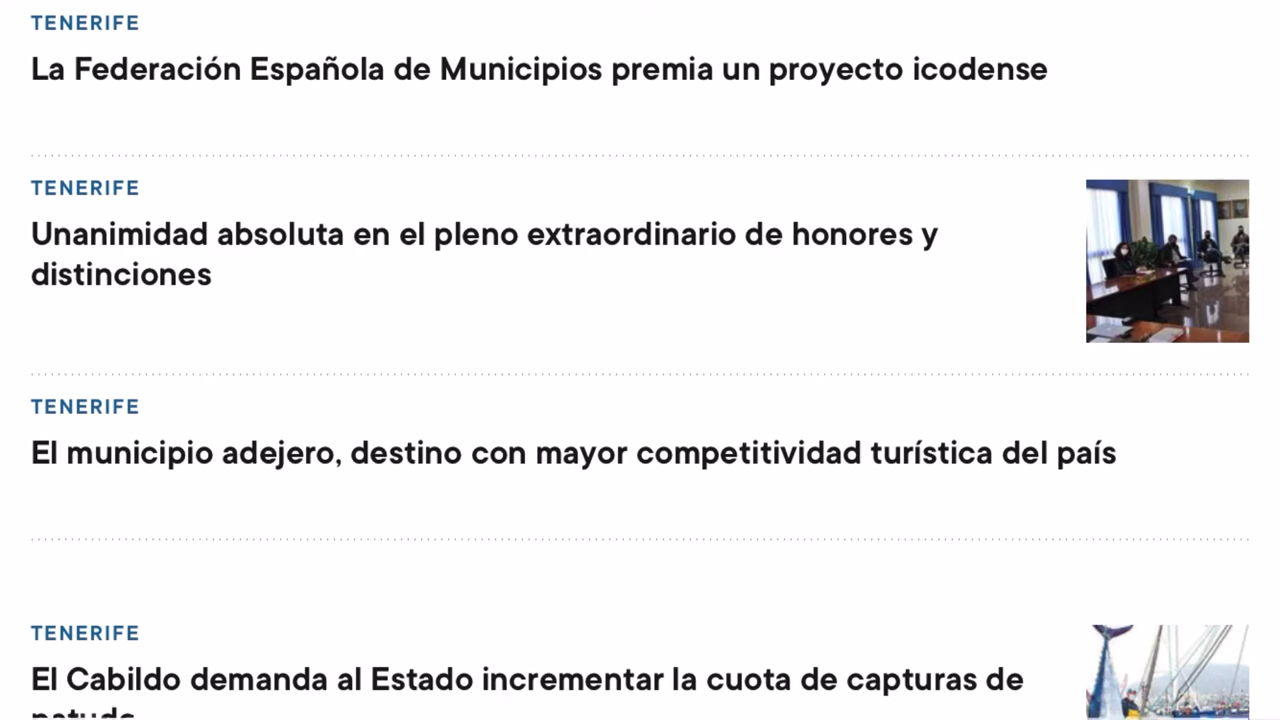 TENERIFE
La Federación Española de Municipios premia un proyecto icodense
TENERIFE
Unanimidad absoluta en el pleno extraordinario de honores y
distinciones
TENERIFE
El municipio adejero, destino con mayor competitividad turística del país
TENERIFE
El Cabildo demanda al Estado incrementar la cuota de capturas de